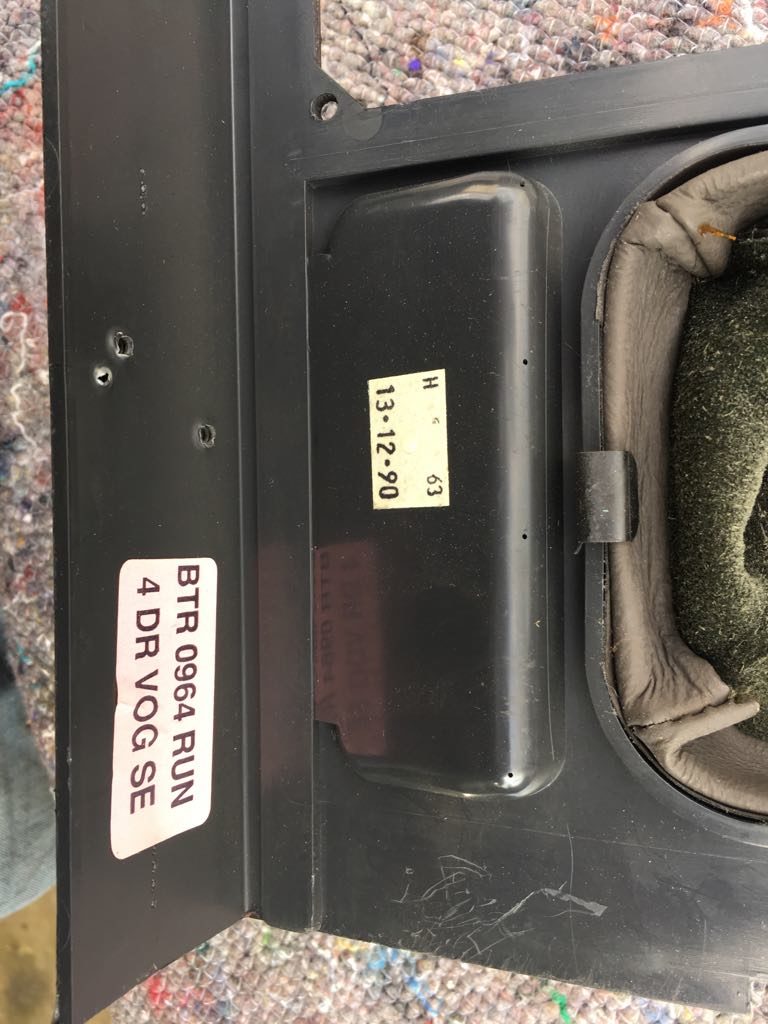 H 63
13·12·90
BTR 0964 RUN
4 DR VOG SE